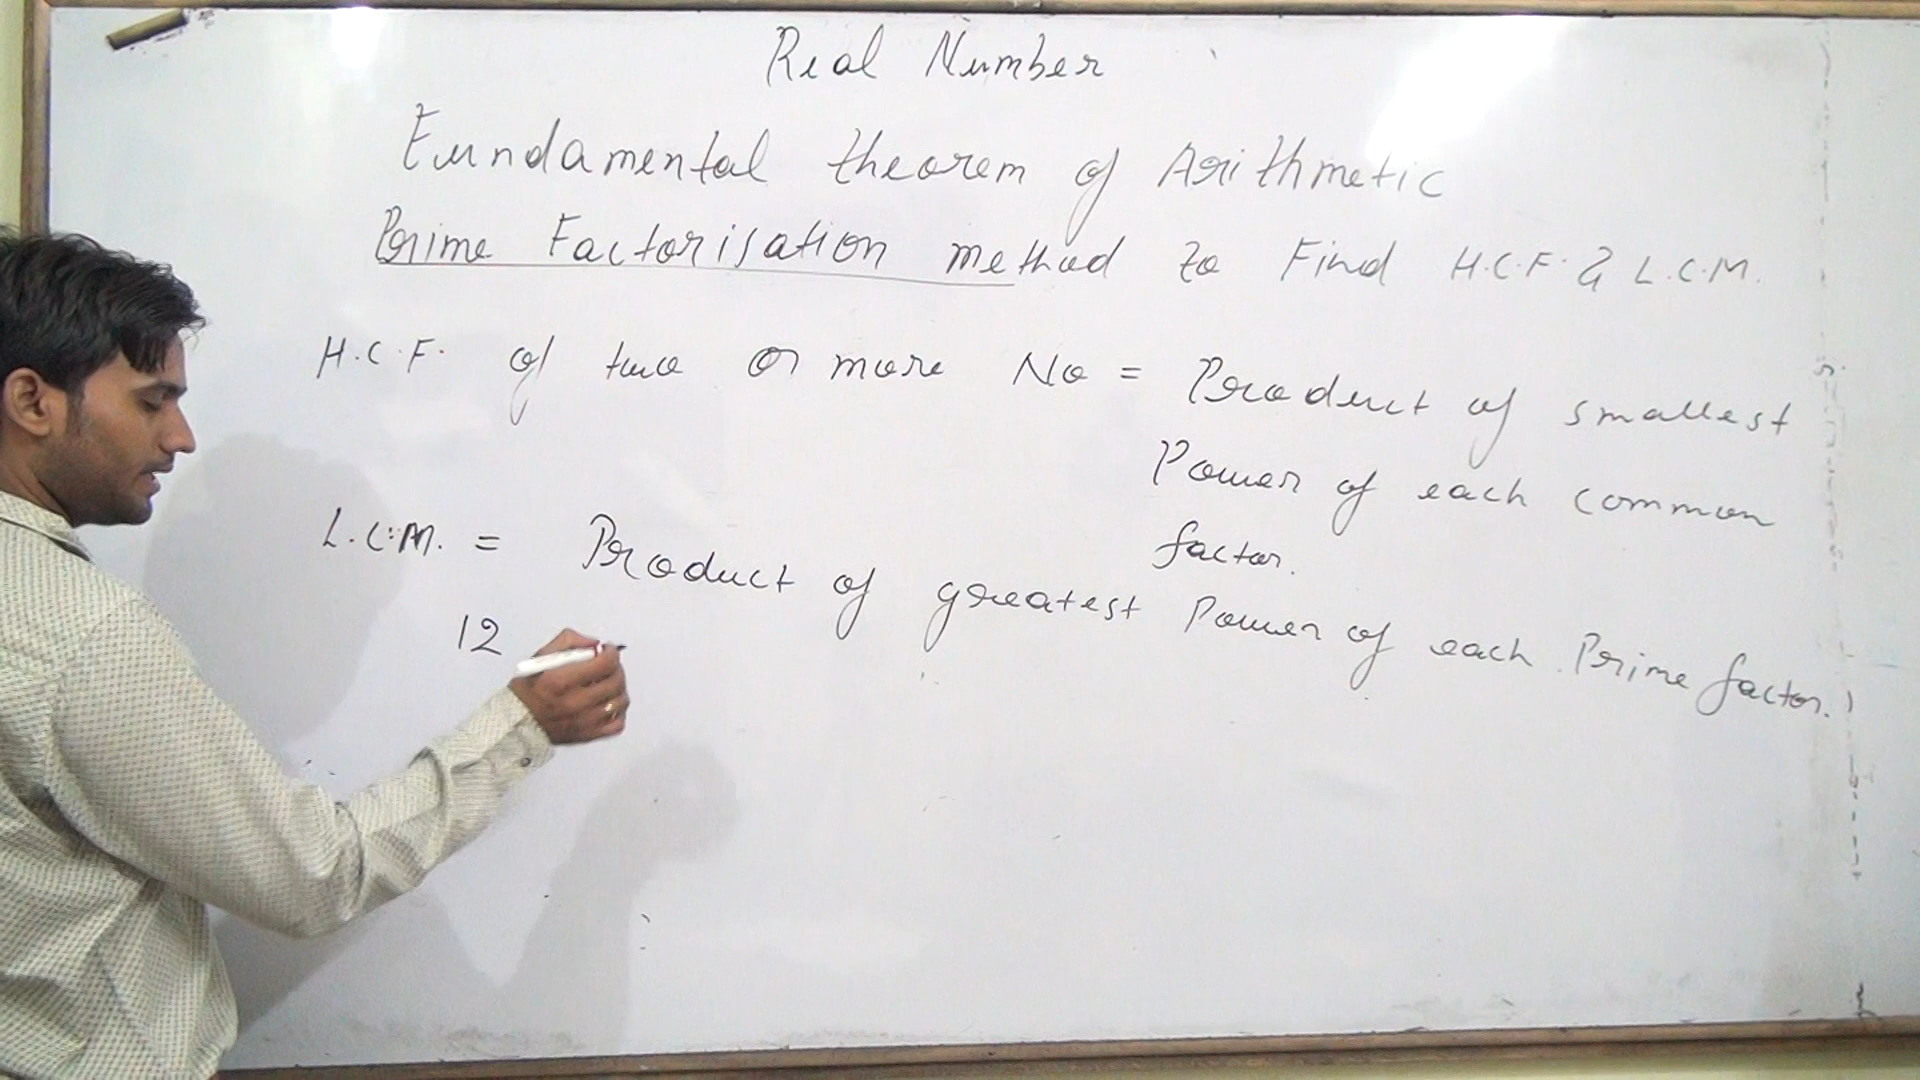 Real Number
Fundamental theorem of Arithmetic
Prime Factorisation method to Find H.C.F. & L.C.M.
H.C.F. of two or more No = Product of smallest
Power of each common
factor.
L.C.M. = Product of greatest Power of each Prime factor.
12